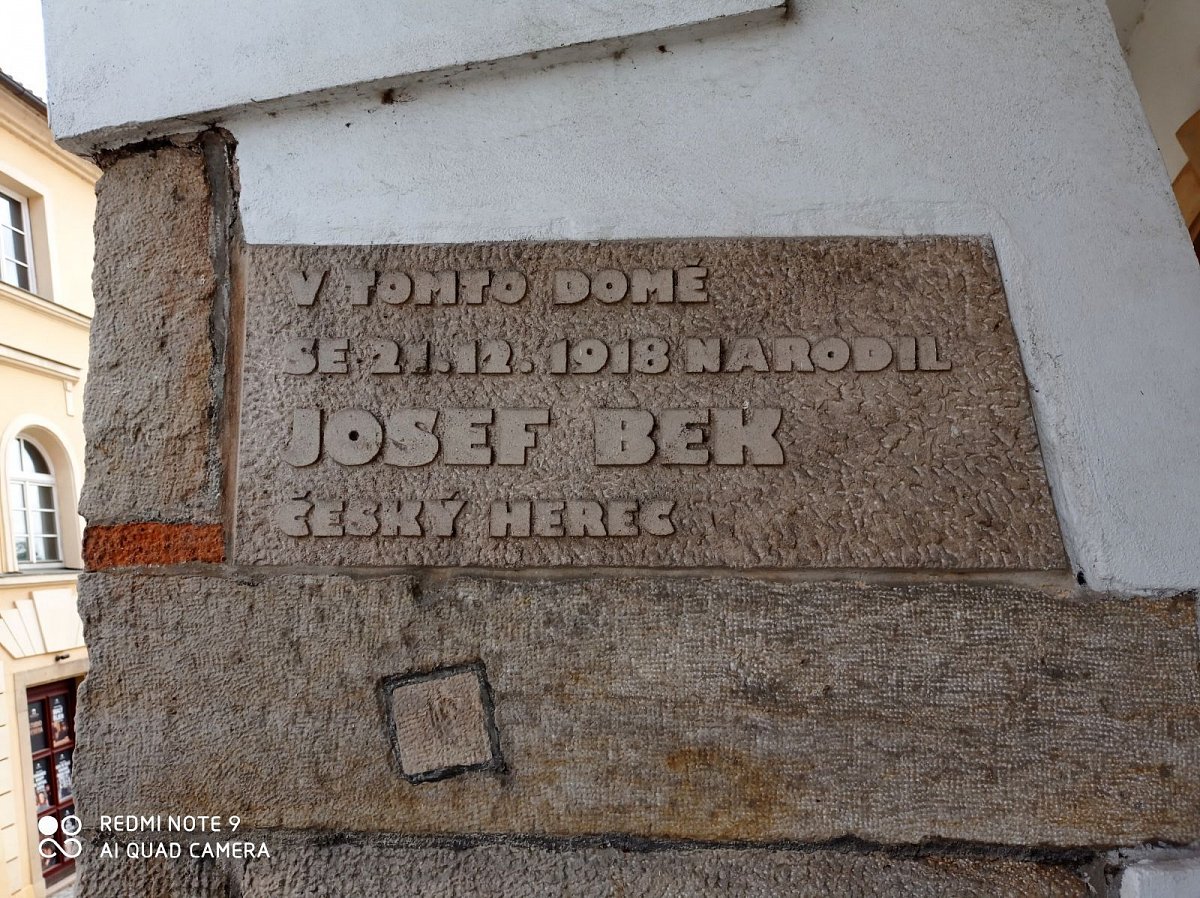 V TOMTO DOMĚ
SE 21.12. 1918 NARODIL
JOSEF BEK
ČESKÝ HEREC
REDMI NOTE 9
AI QUAD CAMERA